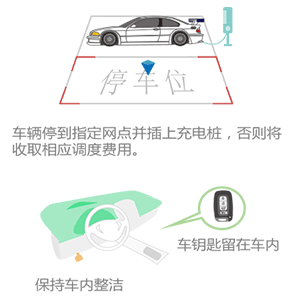 停车位
车辆停到指定网点并插上充电桩，否则将
收取相应调度费用。
车钥匙留在车内
保持车内整洁